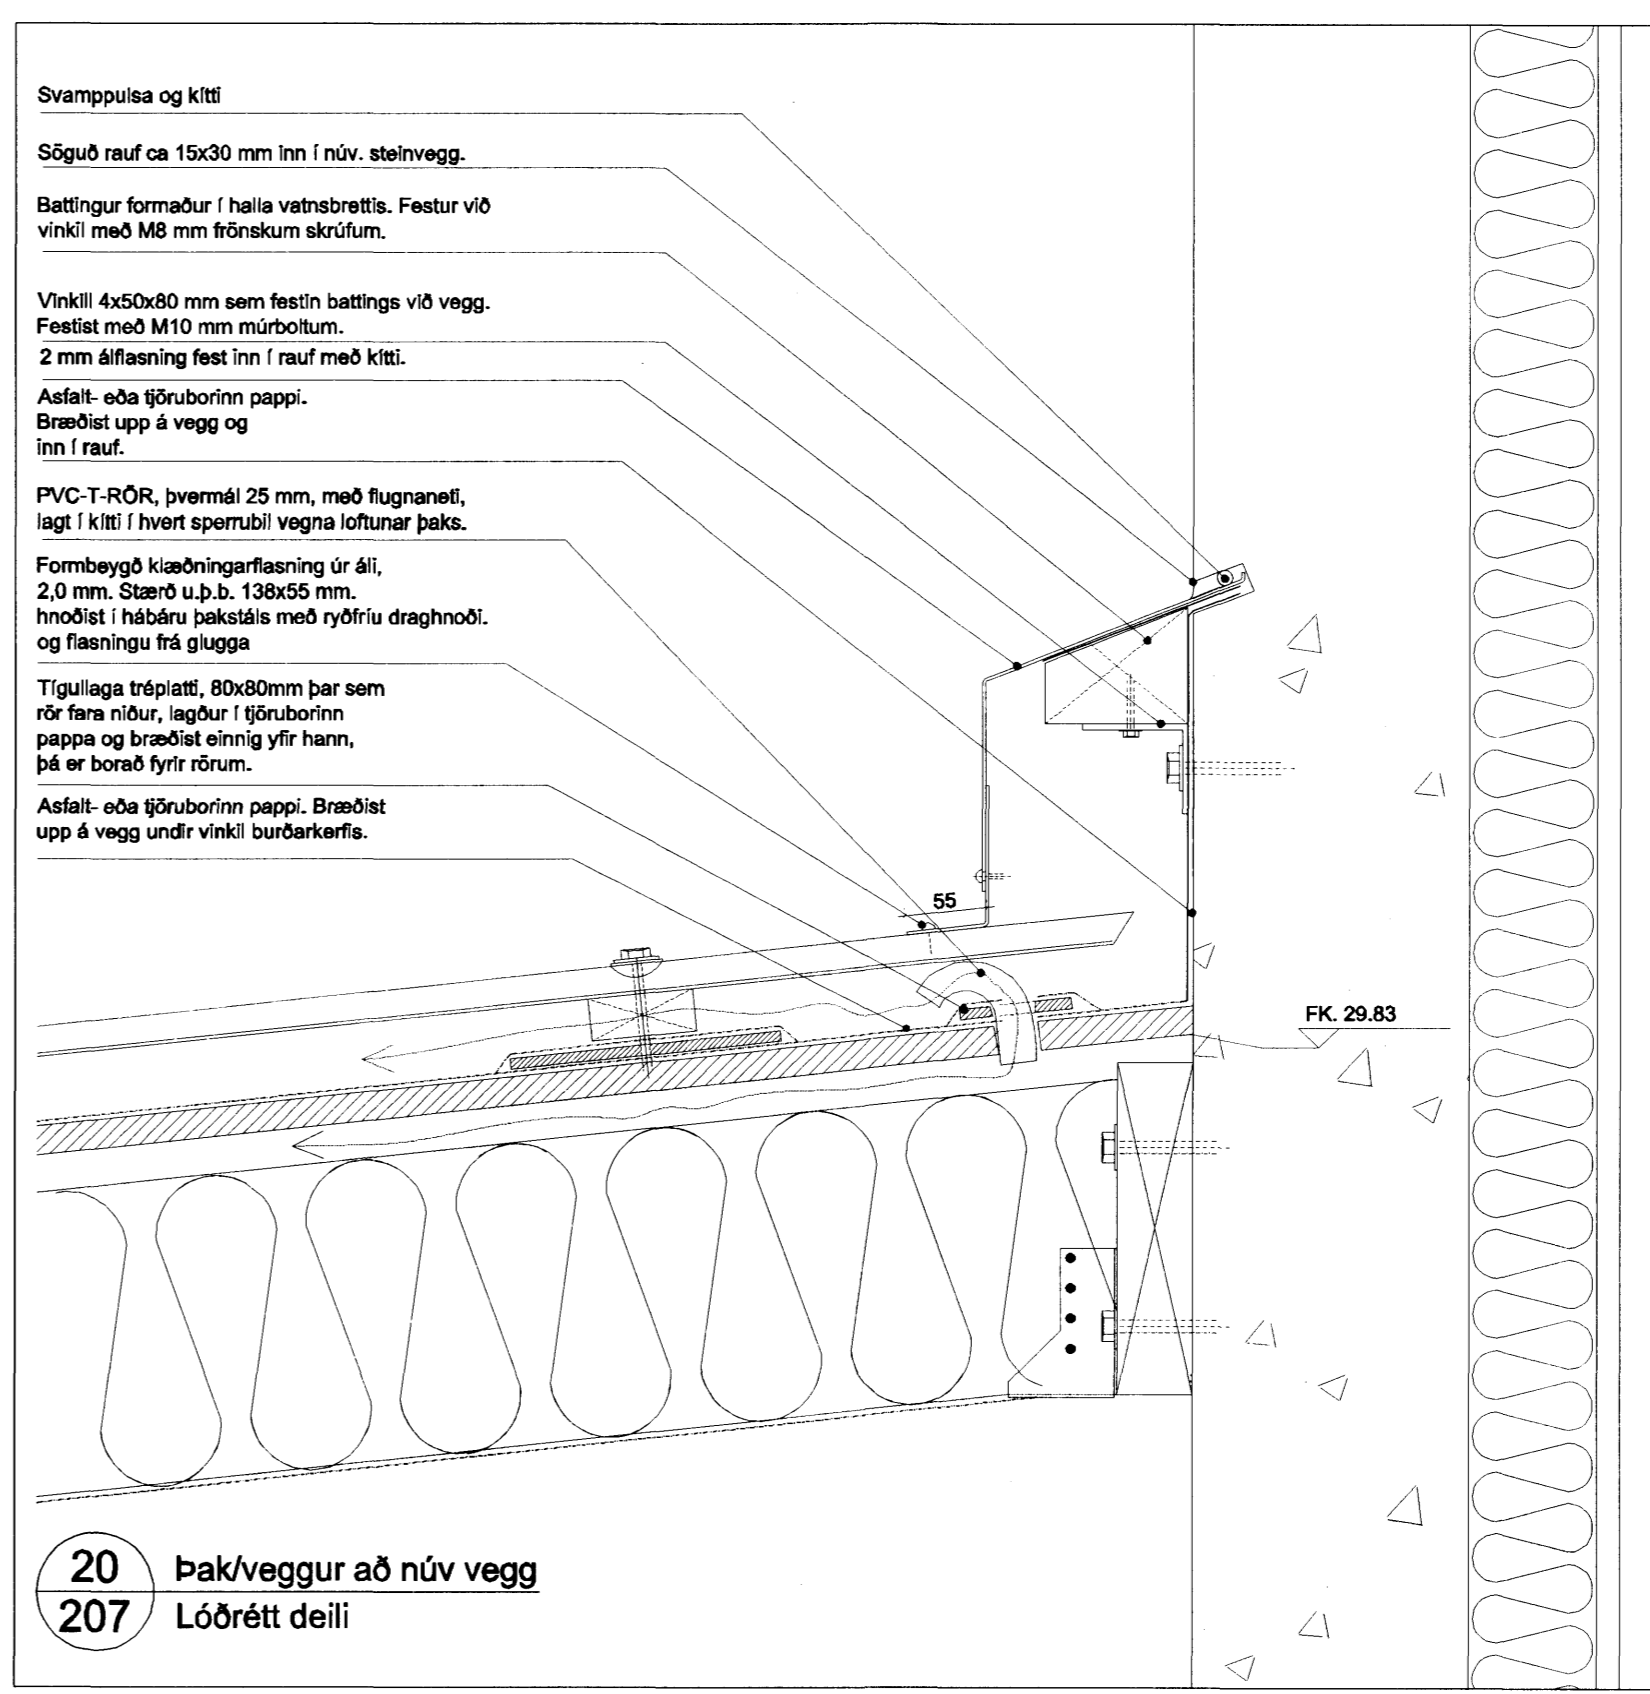 Svamppulsa og kítti
Söguð rauf ca 15x30 mm inn í núv. steinvegg.
Battingur formaður í halla vatnsbrettis. Festur við
vinkil með M8 mm frönskum skrúfum.
Vinkill 4x50x80 mm sem festin battings við vegg.
Festist með M10 mm múrboltum.
2 mm álflasning fest inn í rauf með kítti.
Asfalt- eða tjöruborinn pappi.
Bræðist upp á vegg og
inn í rauf.
PVC-T-RÖR, þvermál 25 mm, með flugnaneti,
lagt í kítti í hvert sperrubil vegna loftunar þaks.
Formbeygð klæðningarflasning úr áli,
2,0 mm. Stærð u.þ.b. 138x55 mm.
hnoðist í hábáru þakstáls með ryðfríu draghnoði.
og flasningu frá glugga
Tígullaga tréplatti, 80x80mm þar sem
rör fara niður, lagður í tjöruborinn
pappa og bræðist einnig yfir hann,
þá er borað fyrir rörum.
Asfalt- eða tjöruborinn pappi. Bræðist
upp á vegg undir vinkil burðarkerfis.
55
FK. 29.83
20
207
Þak/veggur að núv vegg
Lóðrétt deili